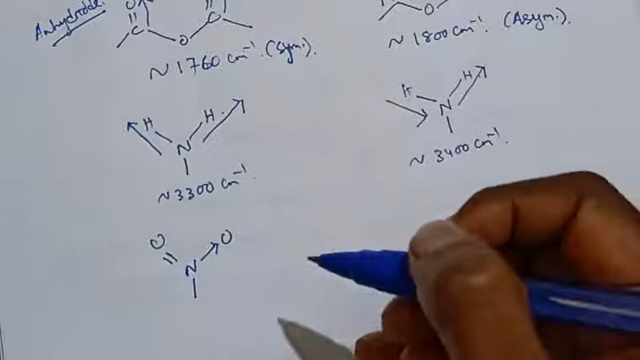 Anhydride.
O O
C C
O O
~1760 cm⁻¹. (Sym).
~1800 cm⁻¹. (Asym).
H H
N
~3300 cm⁻¹.
H H
N
~3400 cm⁻¹.
O O
N